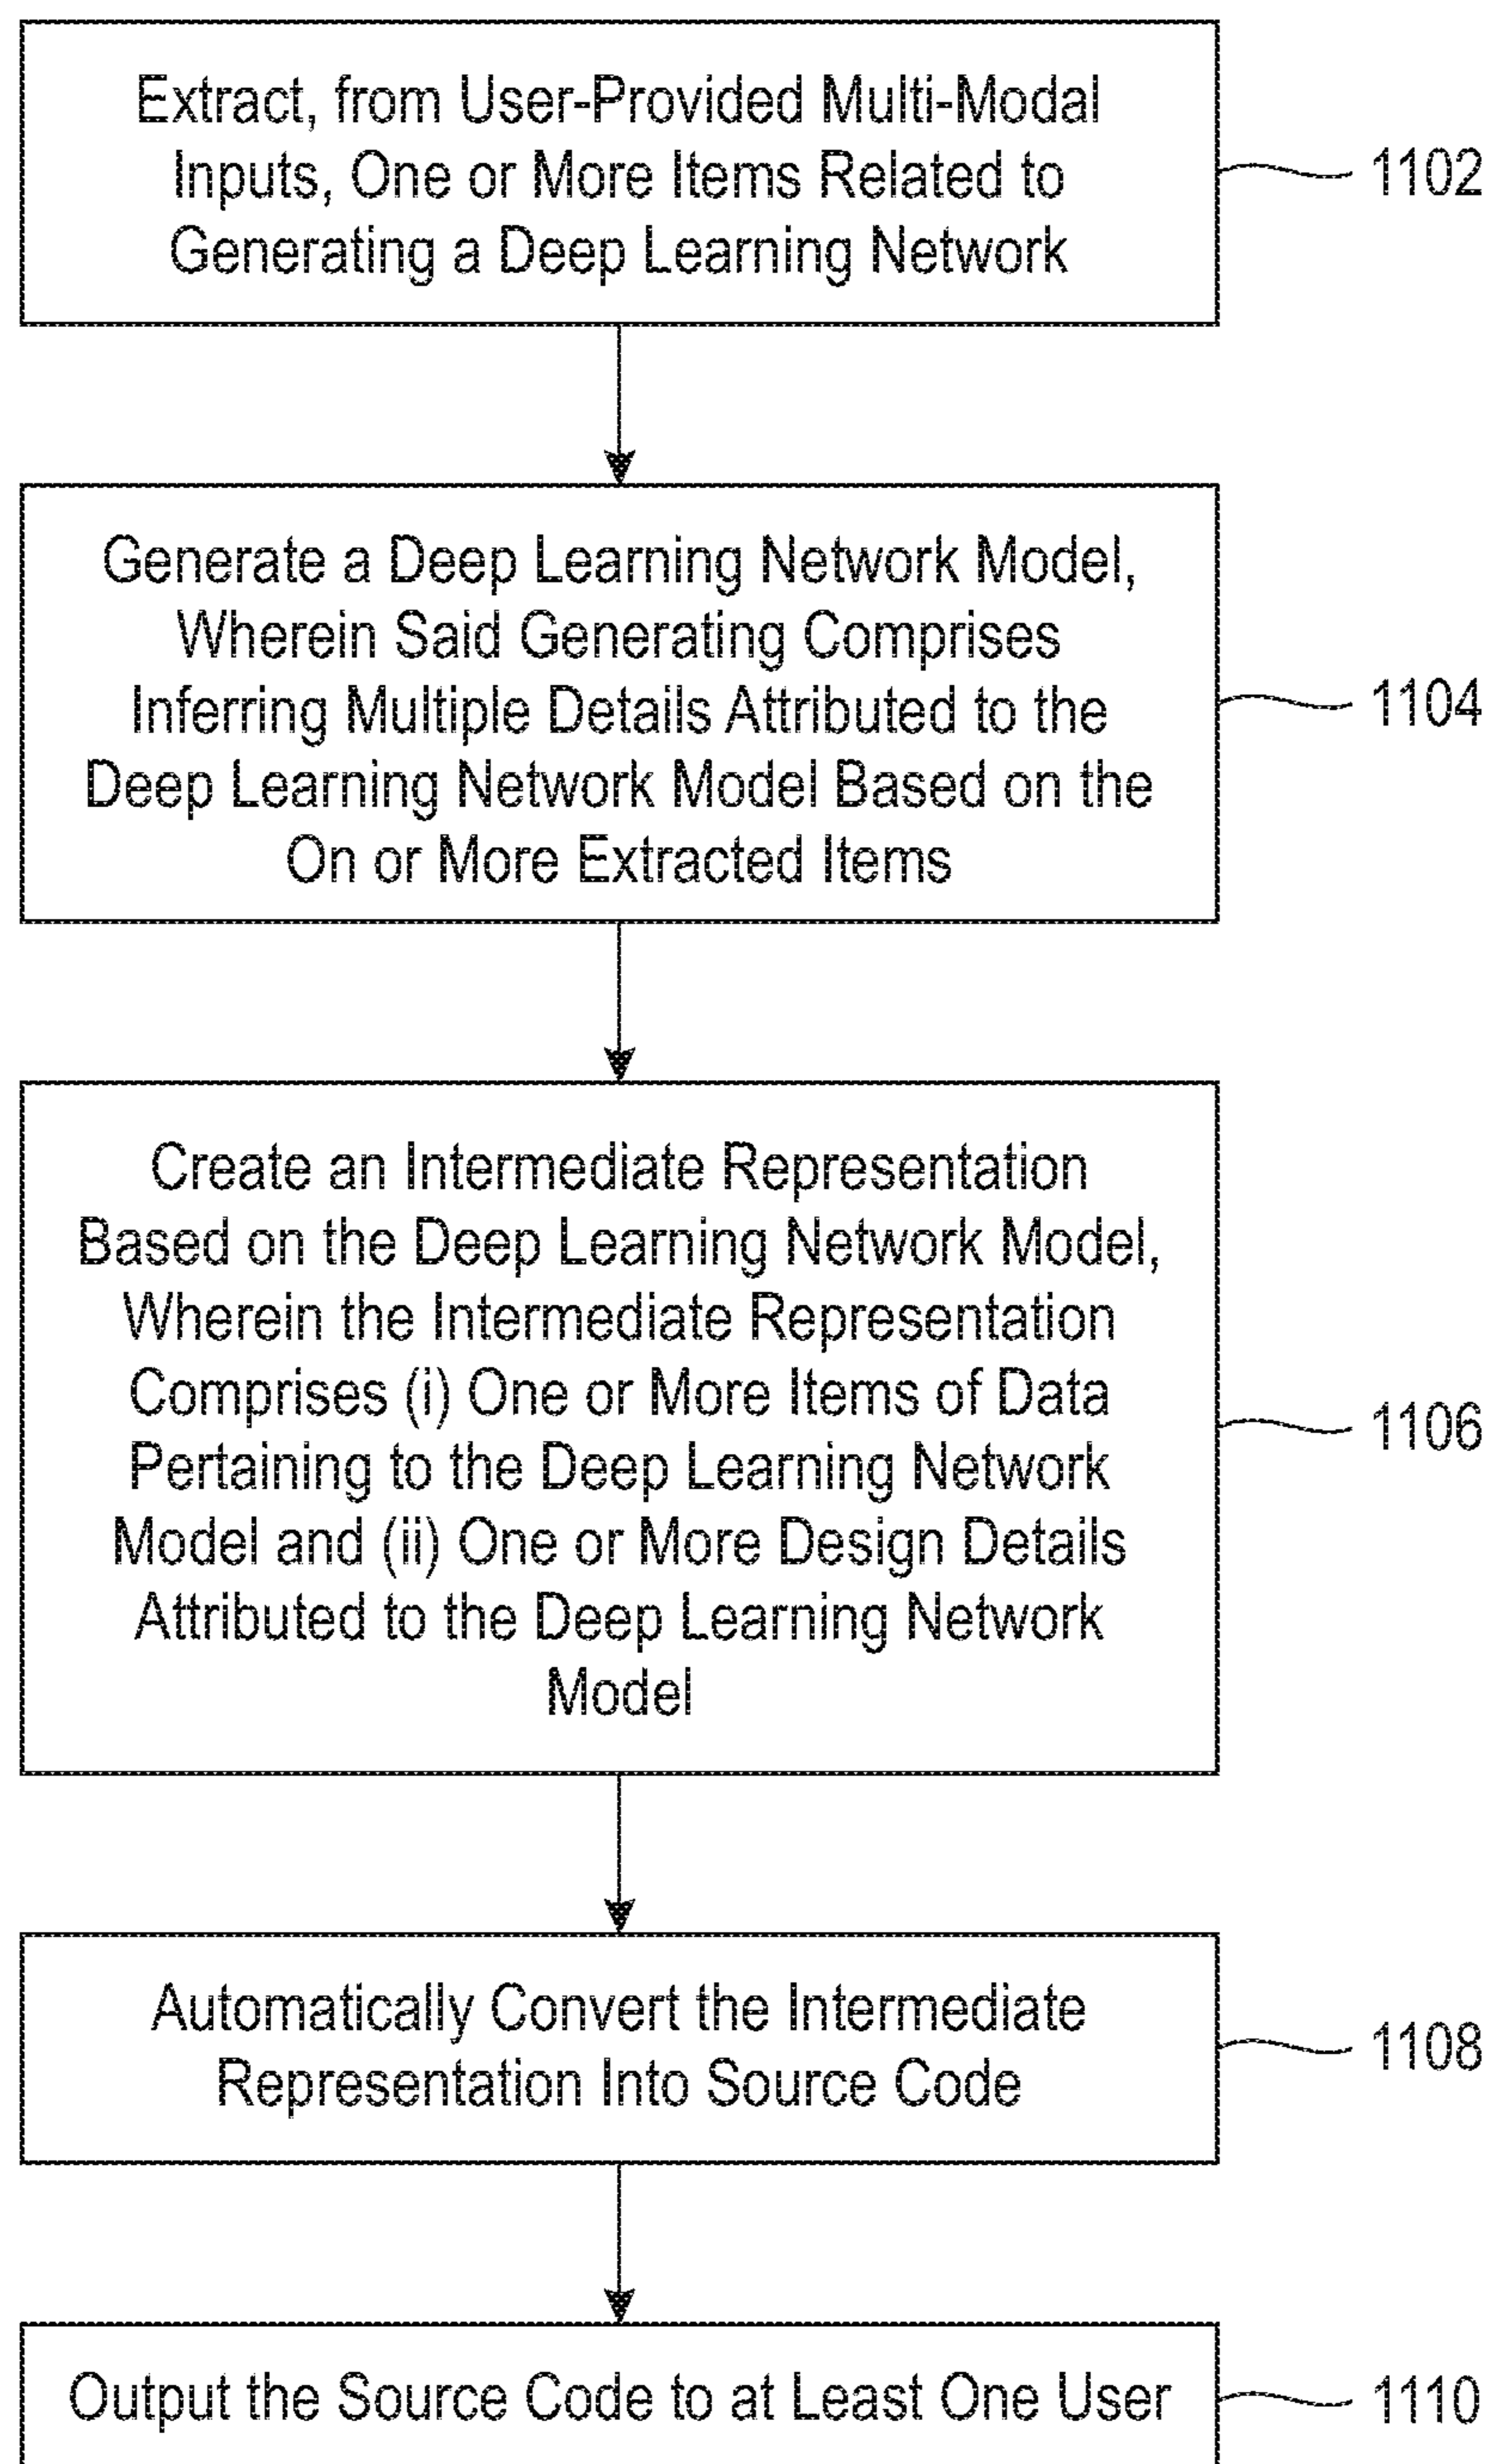 Extract, from User-Provided Multi-Modal
Inputs, One or More Items Related to
Generating a Deep Learning Network
1102
Generate a Deep Learning Network Model,
Wherein Said Generating Comprises
Inferring Multiple Details Attributed to the
Deep Learning Network Model Based on the
On or More Extracted Items
1104
Create an Intermediate Representation
Based on the Deep Learning Network Model,
Wherein the Intermediate Representation
Comprises (i) One or More Items of Data
Pertaining to the Deep Learning Network
Model and (ii) One or More Design Details
Attributed to the Deep Learning Network
Model
1106
Automatically Convert the Intermediate
Representation Into Source Code
1108
Output the Source Code to at Least One User
1110